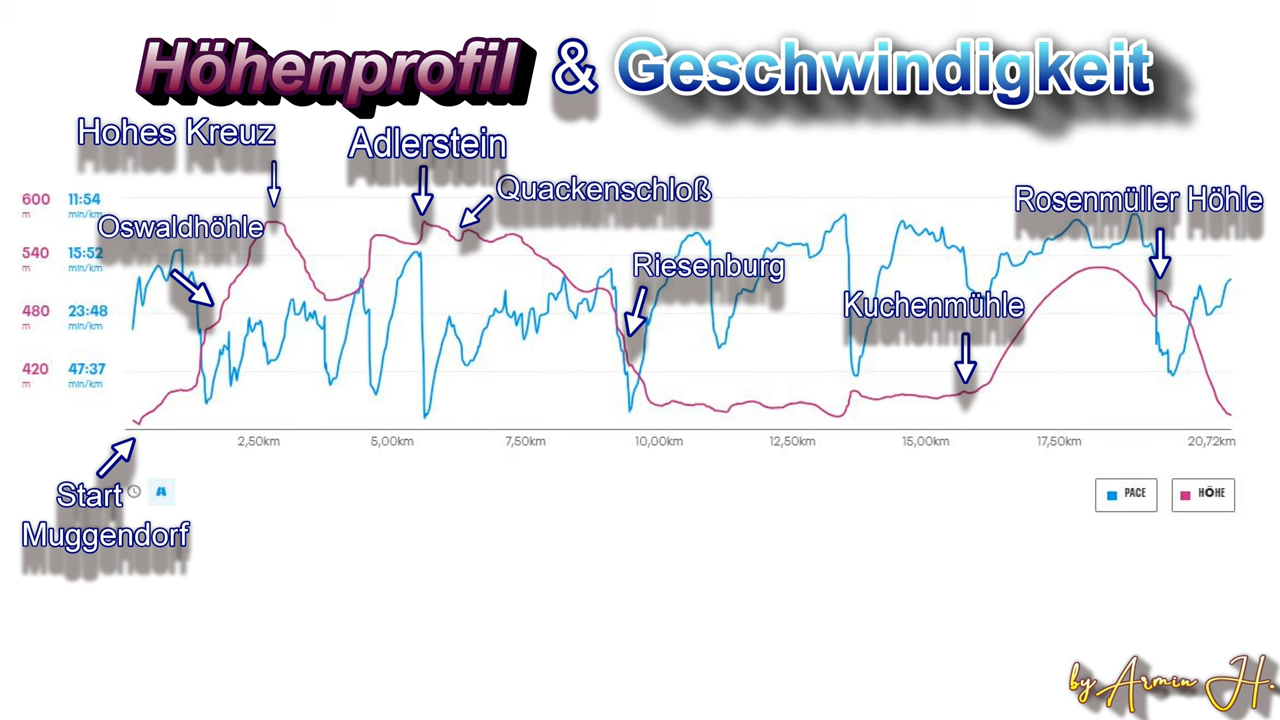 Höhenprofil & Geschwindigkeit
Hohes Kreuz
Adlerstein
Quackenschloß
Rosenmüller Höhle
Oswaldhöhle
Riesenburg
Kuchenmühle
600 11:54
m min/km
540 15:52
m min/km
480 23:48
m min/km
420 47:37
m min/km
2,50km 5,00km 7,50km 10,00km 12,50km 15,00km 17,50km 20,72km
Start
Muggendorf
PACE HÖHE
by Armin H.